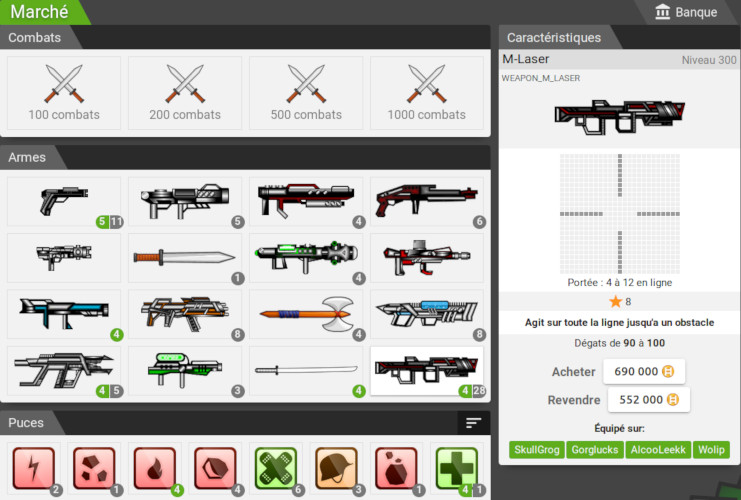 Marché
Banque
Combats
100 combats
200 combats
500 combats
1000 combats
Armes
5 11
5
4
6
1
4
4
8
4
8
4 5
3
4
4 28
Puces
2
1
4
4
6
3
1
4 1
Caractéristiques
M-Laser
Niveau 300
WEAPON_M_LASER
Portée : 4 à 12 en ligne
8
Agit sur toute la ligne jusqu'a un obstacle
Dégats de 90 à 100
Acheter 690 000
Revendre 552 000
Équipé sur:
SkullGrog Gorglucks AlcooLeekk Wolip